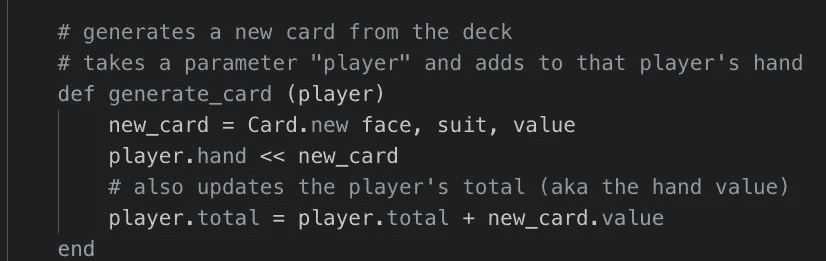 # generates a new card from the deck
# takes a parameter "player" and adds to that player's hand
def generate_card (player)
new_card = Card.new face, suit, value
player.hand << new_card
# also updates the player's total (aka the hand value)
player.total = player.total + new_card.value
end